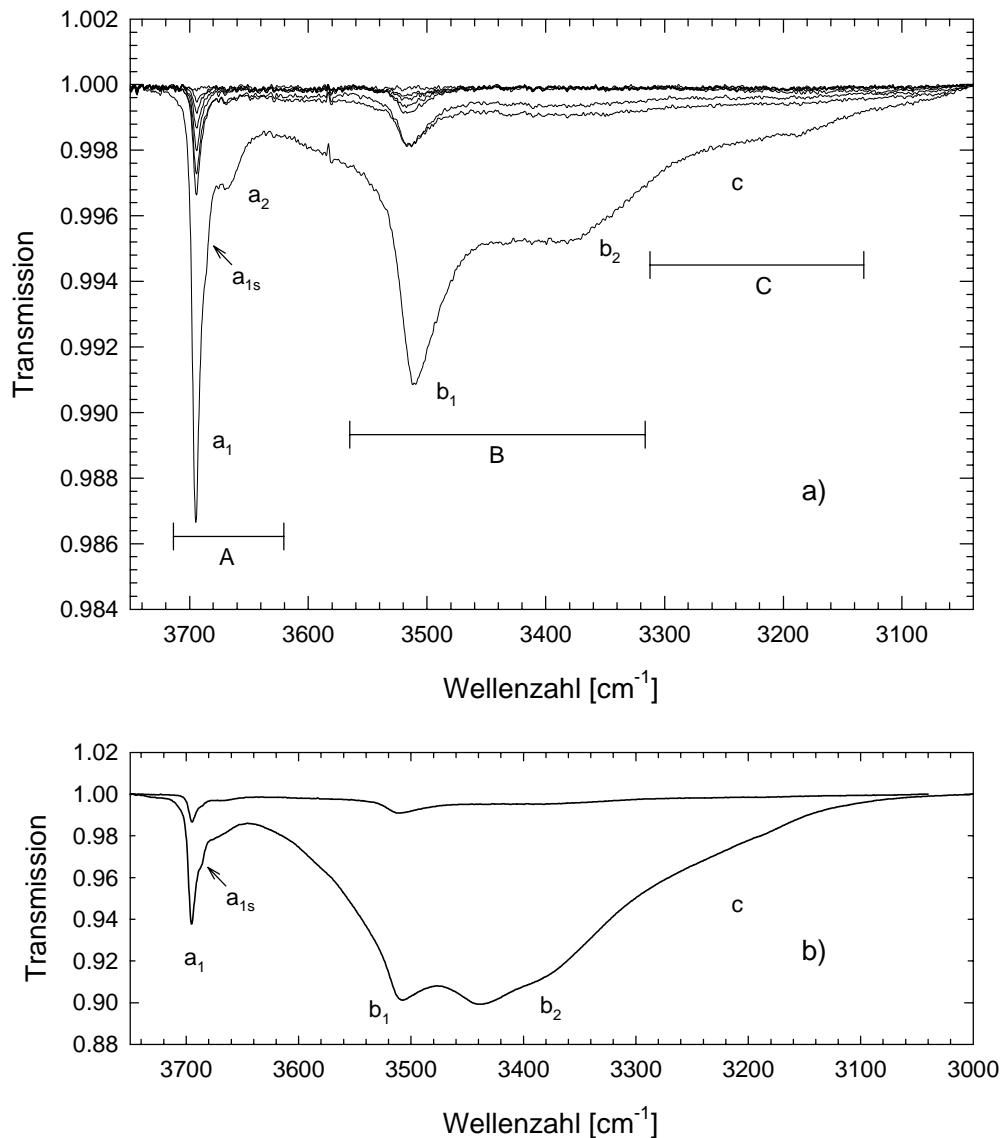 1.002
1.000
0.998
0.996
0.994
0.992
0.990
0.988
0.986
0.984
Transmission
a₂
a₁ₛ
a₁
A
b₁
b₂
B
c
C
a)
3700 3600 3500 3400 3300 3200 3100
Wellenzahl [cm⁻¹]
1.02
1.00
0.98
0.96
0.94
0.92
0.90
0.88
Transmission
a₁ₛ
a₁
b₁
b₂
c
b)
3700 3600 3500 3400 3300 3200 3100 3000
Wellenzahl [cm⁻¹]